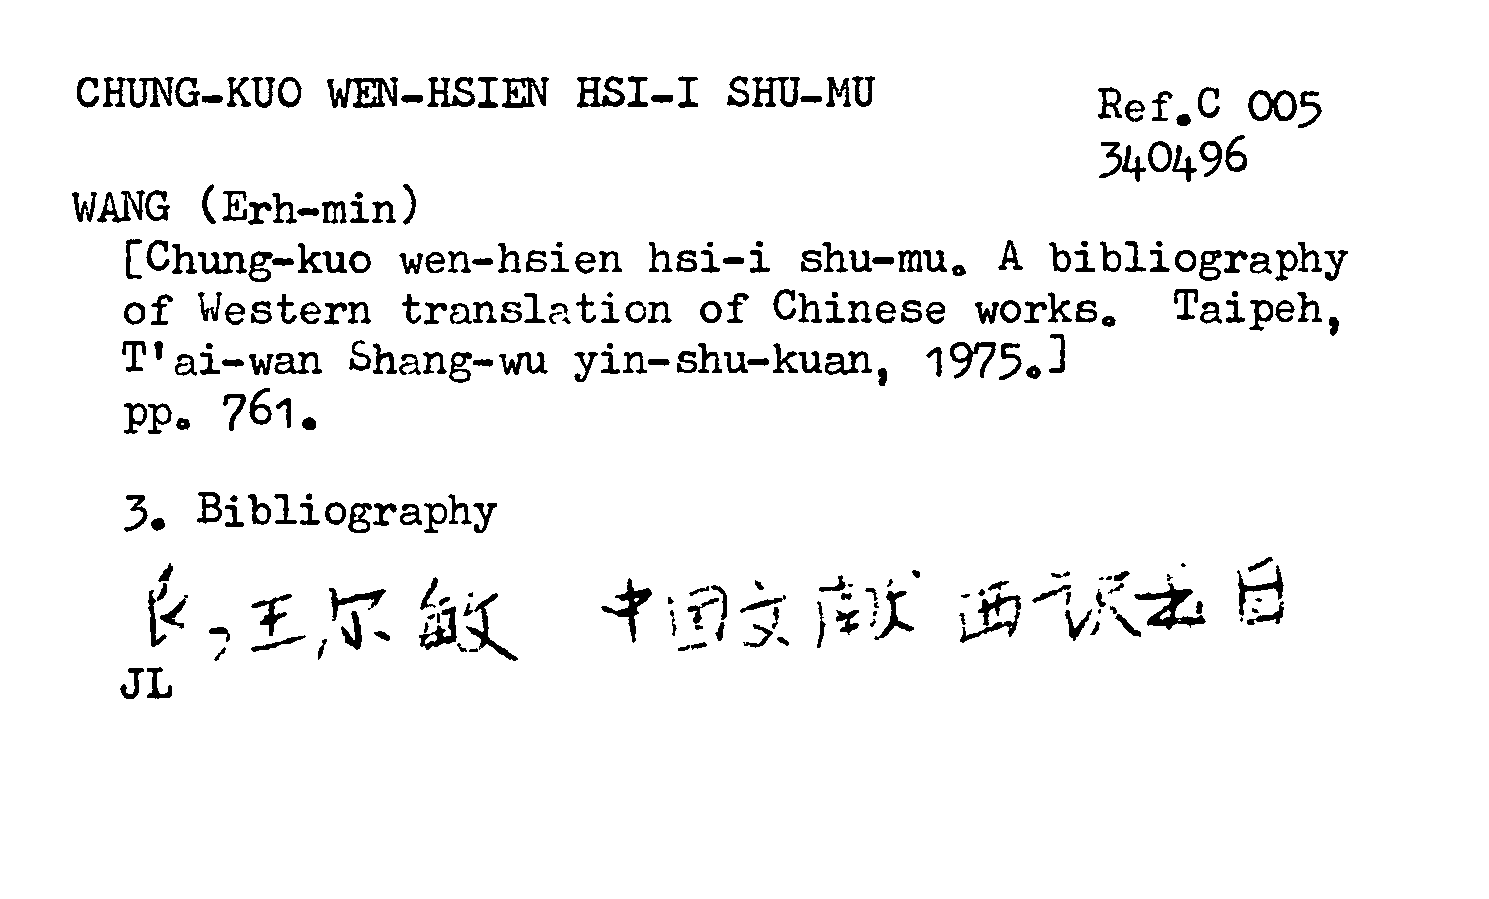 CHUNG-KUO WEN-HSIEN HSI-I SHU-MU
Ref.C 005
340496
WANG (Erh-min)
[Chung-kuo wen-hsien hsi-i shu-mu. A bibliography
of Western translation of Chinese works. Taipeh,
T'ai-wan Shang-wu yin-shu-kuan, 1975.]
pp. 761.
3. Bibliography
王尔敏 中国文献西识书目
JL